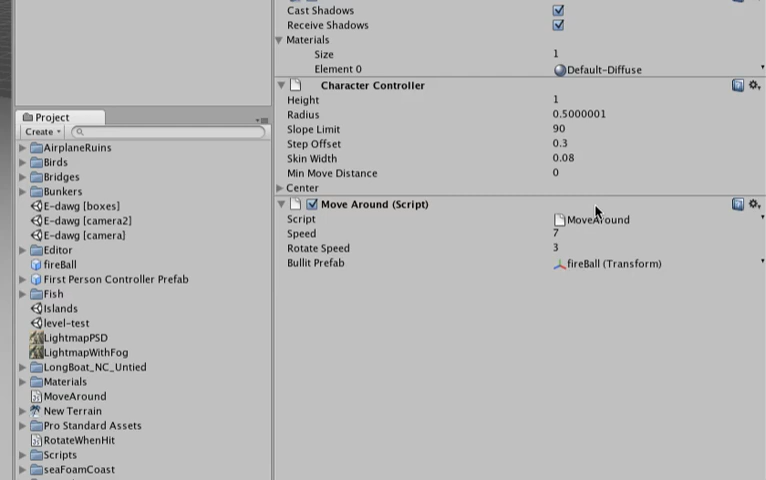 Cast Shadows
Receive Shadows
Materials
Size 1
Element 0 Default-Diffuse
Character Controller
Height 1
Radius 0.5000001
Slope Limit 90
Step Offset 0.3
Skin Width 0.08
Min Move Distance 0
Center
Move Around (Script)
Script MoveAround
Speed 7
Rotate Speed 3
Bullit Prefab fireBall (Transform)
Project
Create
AirplaneRuins
Birds
Bridges
Bunkers
E-dawg [boxes]
E-dawg [camera2]
E-dawg [camera]
Editor
fireBall
First Person Controller Prefab
Fish
Islands
level-test
LightmapPSD
LightmapWithFog
LongBoat_NC_Untied
Materials
MoveAround
New Terrain
Pro Standard Assets
RotateWhenHit
Scripts
seaFoamCoast